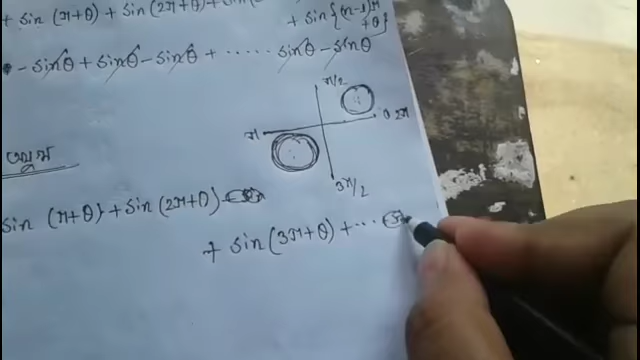 + sin (π+θ) + sin (2π+θ) + sin
+ sin {(n-1)π
+θ}
- sinθ + sinθ - sinθ + ...... sinθ - sinθ
π/2
π
0 2π
3π/2
sin (π+θ) + sin (2π+θ)
+ sin (3π+θ) + ...